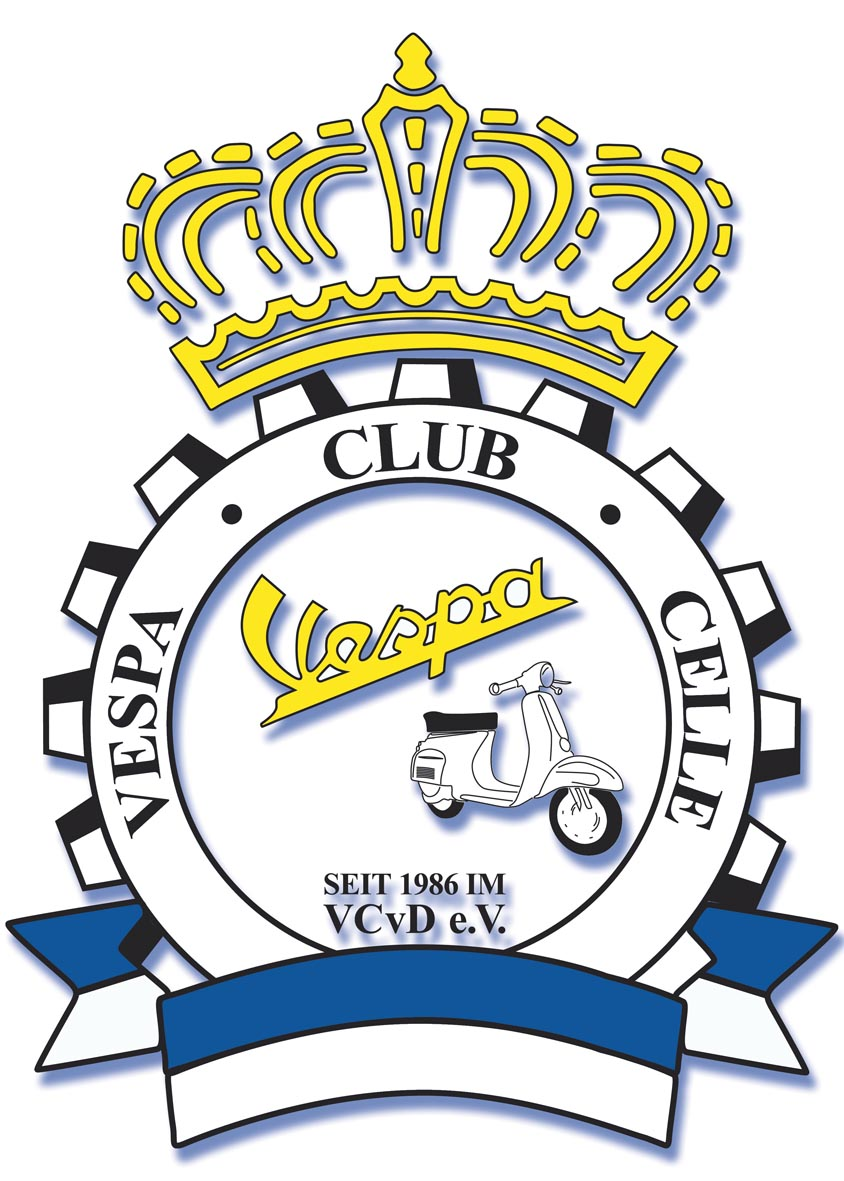 VESPA
CLUB
CELLE
Vespa
SEIT 1986 IM
VCvD e.V.